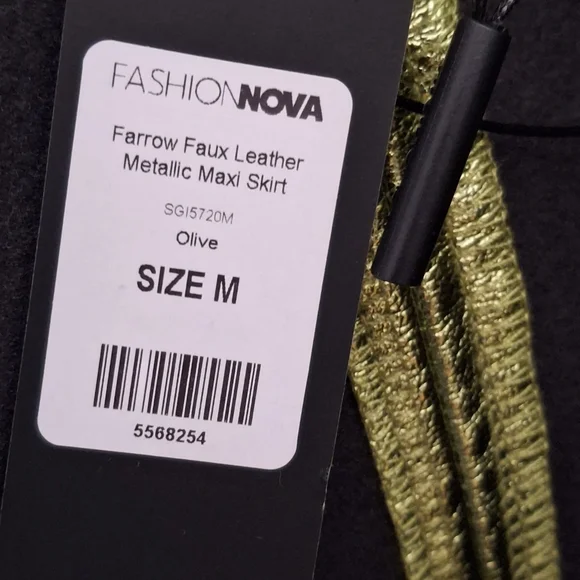 FASHIONNOVA
Farrow Faux Leather
Metallic Maxi Skirt
SGI5720M
Olive
SIZE M
5568254